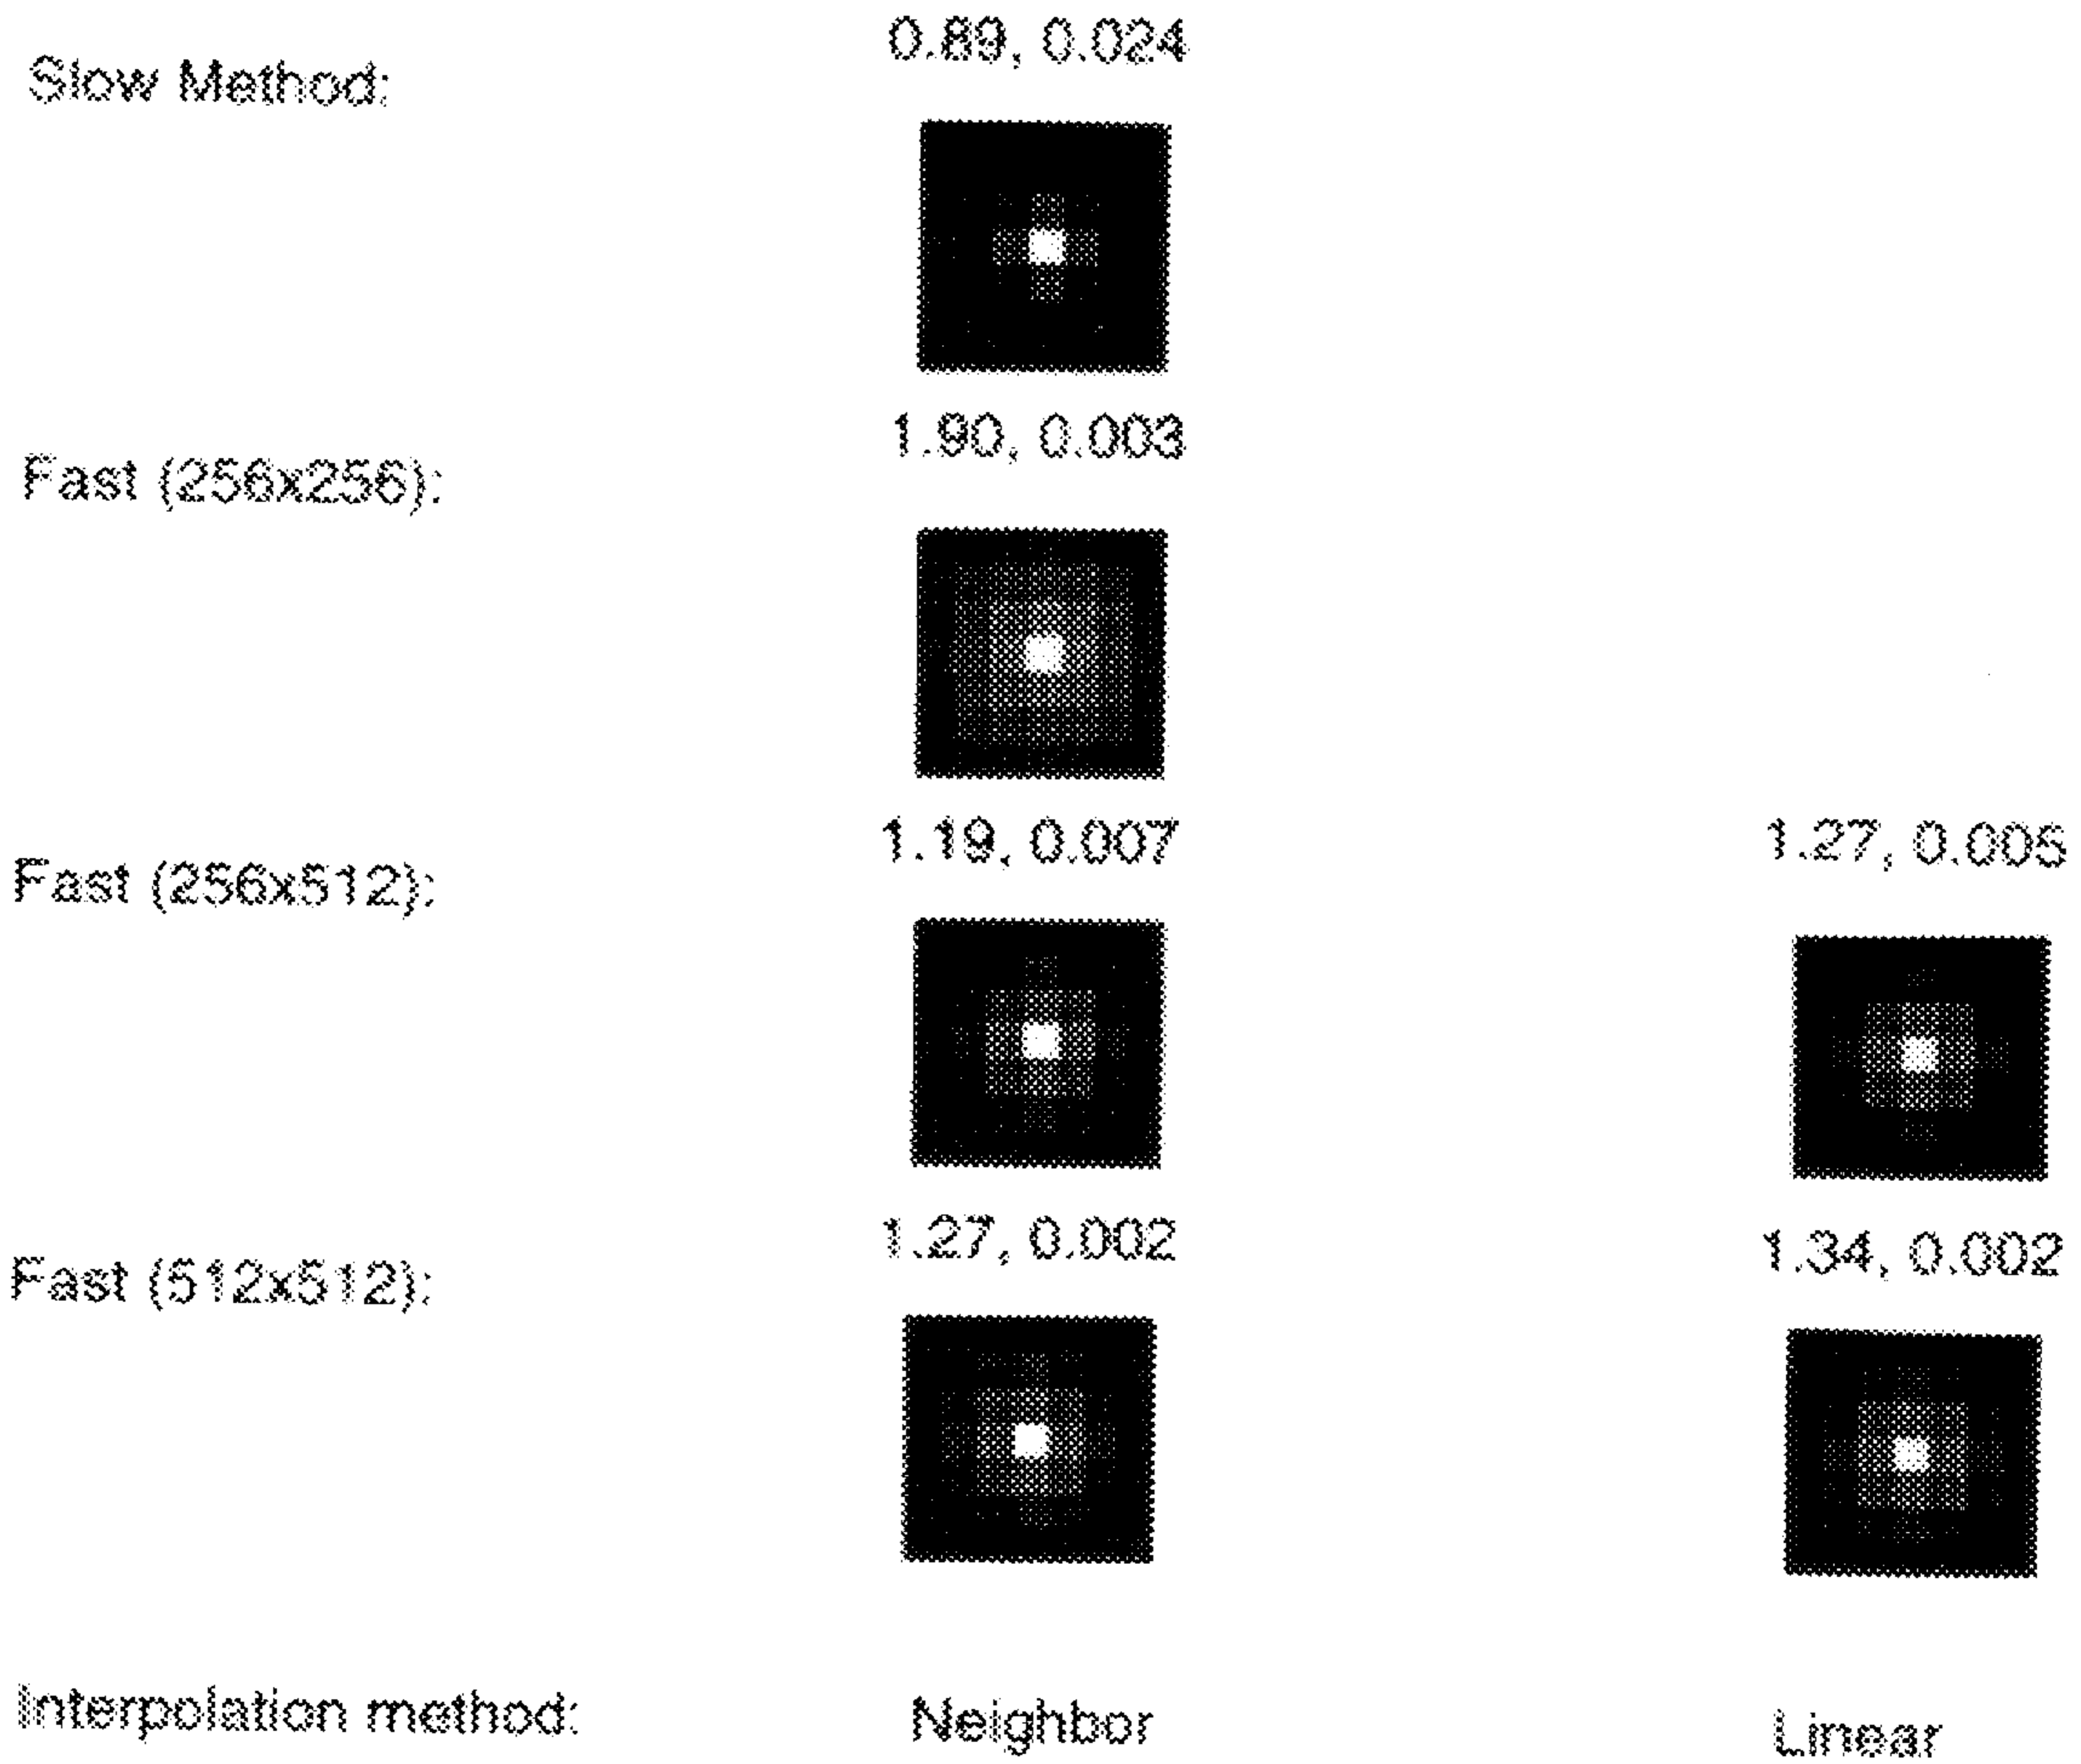 0.89, 0.024
Slow Method:
1.90, 0.003
Fast (256x256):
1.19, 0.007
1.27, 0.005
Fast (256x512):
1.27, 0.002
1.34, 0.002
Fast (512x512):
Interpolation method:
Neighbor
Linear